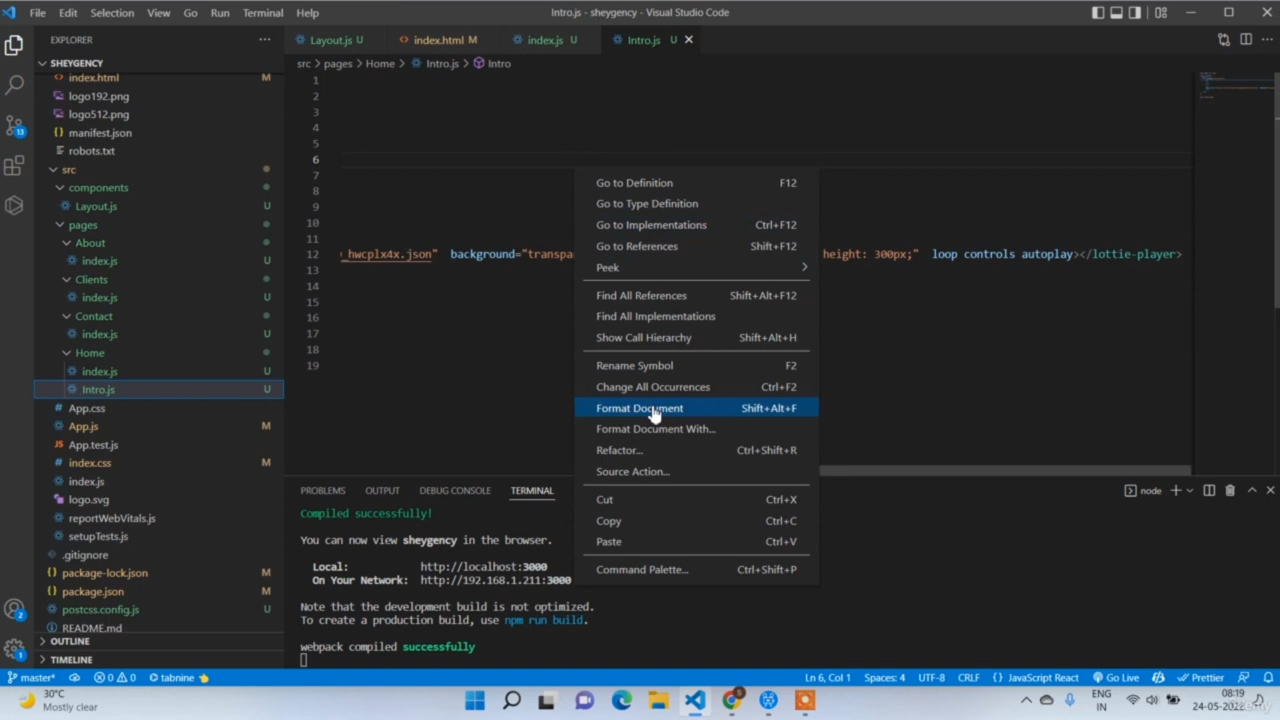 File Edit Selection View Go Run Terminal Help
Intro.js - sheygency - Visual Studio Code
EXPLORER
SHEYGENCY
index.html M
logo192.png
logo512.png
manifest.json
robots.txt
src
components
Layout.js U
pages
About
index.js U
Clients
index.js U
Contact
index.js U
Home
index.js U
Intro.js U
App.css
App.js M
App.test.js
index.css M
index.js
logo.svg
reportWebVitals.js
setupTests.js
.gitignore
package-lock.json M
package.json M
postcss.config.js U
README.md
OUTLINE
TIMELINE
Layout.js U index.html M index.js U Intro.js U
src > pages > Home > Intro.js > Intro
1
2
3
4
5
6
7
8
9
10
11
12 _hwcplx4x.json" background="transpa height: 300px;" loop controls autoplay></lottie-player>
13
14
15
16
17
18
19
Go to Definition F12
Go to Type Definition
Go to Implementations Ctrl+F12
Go to References Shift+F12
Peek
Find All References Shift+Alt+F12
Find All Implementations
Show Call Hierarchy Shift+Alt+H
Rename Symbol F2
Change All Occurrences Ctrl+F2
Format Document Shift+Alt+F
Format Document With...
Refactor... Ctrl+Shift+R
Source Action...
Cut Ctrl+X
Copy Ctrl+C
Paste Ctrl+V
Command Palette... Ctrl+Shift+P
PROBLEMS OUTPUT DEBUG CONSOLE TERMINAL
node
Compiled successfully!
You can now view sheygency in the browser.
Local: http://localhost:3000
On Your Network: http://192.168.1.211:3000
Note that the development build is not optimized.
To create a production build, use npm run build.
webpack compiled successfully
13
2
1
master* 0 0 tabnine Ln 6, Col 1 Spaces: 4 UTF-8 CRLF {} JavaScript React Go Live Prettier
30°C
Mostly clear
ENG
IN
08:19
24-05-2022